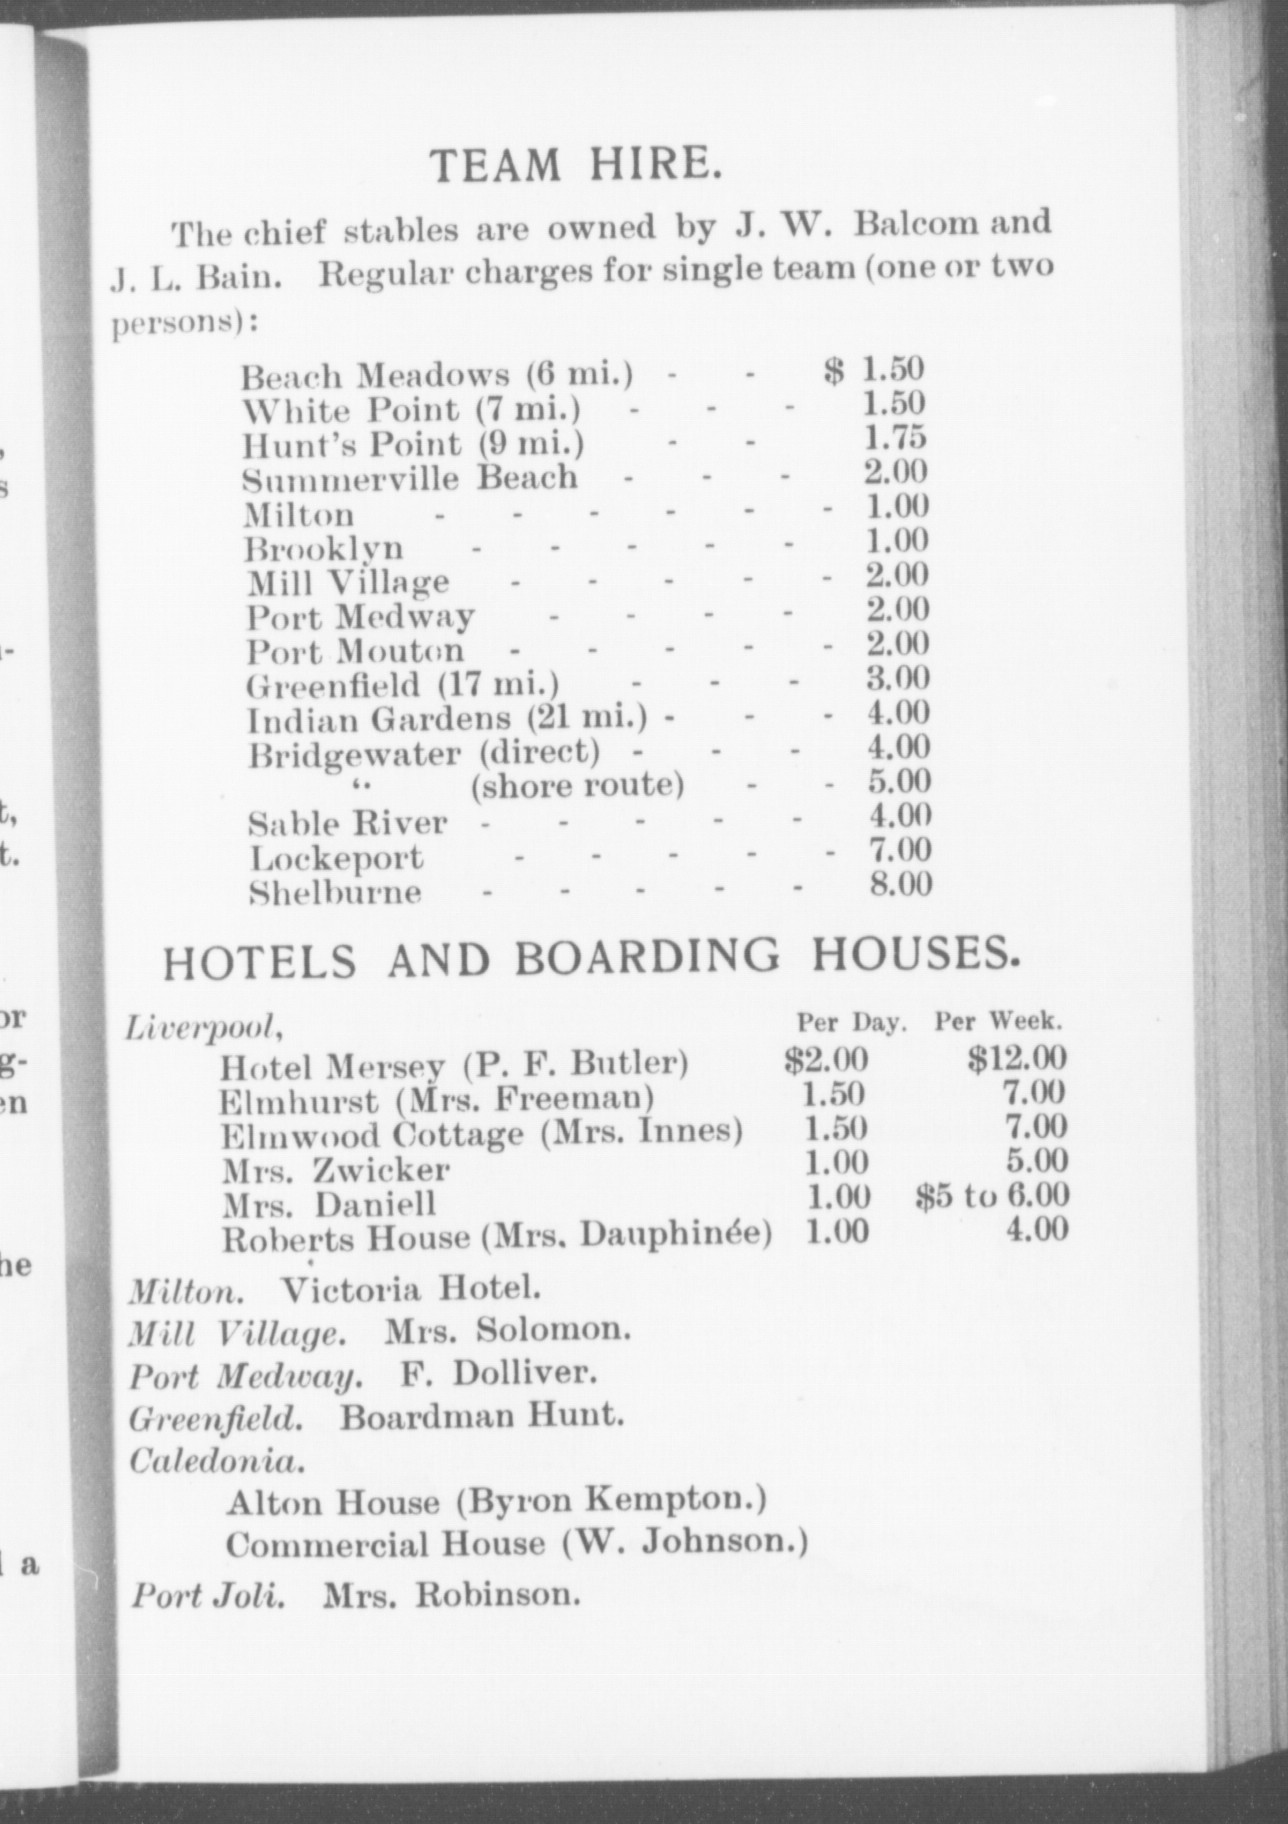 TEAM HIRE.
The chief stables are owned by J. W. Balcom and
J. L. Bain. Regular charges for single team (one or two
persons):
Beach Meadows (6 mi.) - - $ 1.50
White Point (7 mi.) - - - 1.50
Hunt's Point (9 mi.) - - 1.75
Summerville Beach - - - 2.00
Milton - - - - - - 1.00
Brooklyn - - - - - 1.00
Mill Village - - - - - 2.00
Port Medway - - - - 2.00
Port Mouton - - - - - 2.00
Greenfield (17 mi.) - - - 3.00
Indian Gardens (21 mi.) - - - 4.00
Bridgewater (direct) - - - 4.00
" (shore route) - - 5.00
Sable River - - - - - 4.00
Lockeport - - - - - 7.00
Shelburne - - - - - 8.00
HOTELS AND BOARDING HOUSES.
Liverpool, Per Day. Per Week.
Hotel Mersey (P. F. Butler) $2.00 $12.00
Elmhurst (Mrs. Freeman) 1.50 7.00
Elmwood Cottage (Mrs. Innes) 1.50 7.00
Mrs. Zwicker 1.00 5.00
Mrs. Daniell 1.00 $5 to 6.00
Roberts House (Mrs. Dauphinée) 1.00 4.00
Milton. Victoria Hotel.
Mill Village. Mrs. Solomon.
Port Medway. F. Dolliver.
Greenfield. Boardman Hunt.
Caledonia.
Alton House (Byron Kempton.)
Commercial House (W. Johnson.)
Port Joli. Mrs. Robinson.